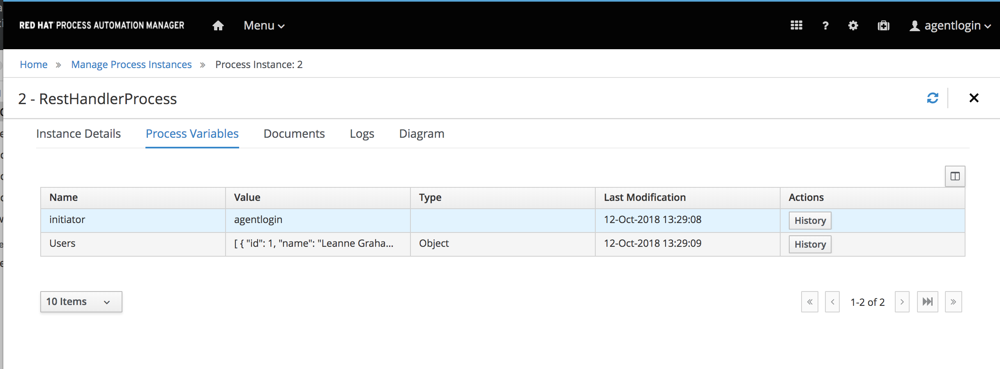 RED HAT PROCESS AUTOMATION MANAGER Menu ? agentlogin
Home » Manage Process Instances » Process Instance: 2
2 - RestHandlerProcess
Instance Details Process Variables Documents Logs Diagram
Name Value Type Last Modification Actions
initiator agentlogin 12-Oct-2018 13:29:08 History
Users [ { "id": 1, "name": "Leanne Graha... Object 12-Oct-2018 13:29:09 History
10 Items « ‹ 1-2 of 2 › »